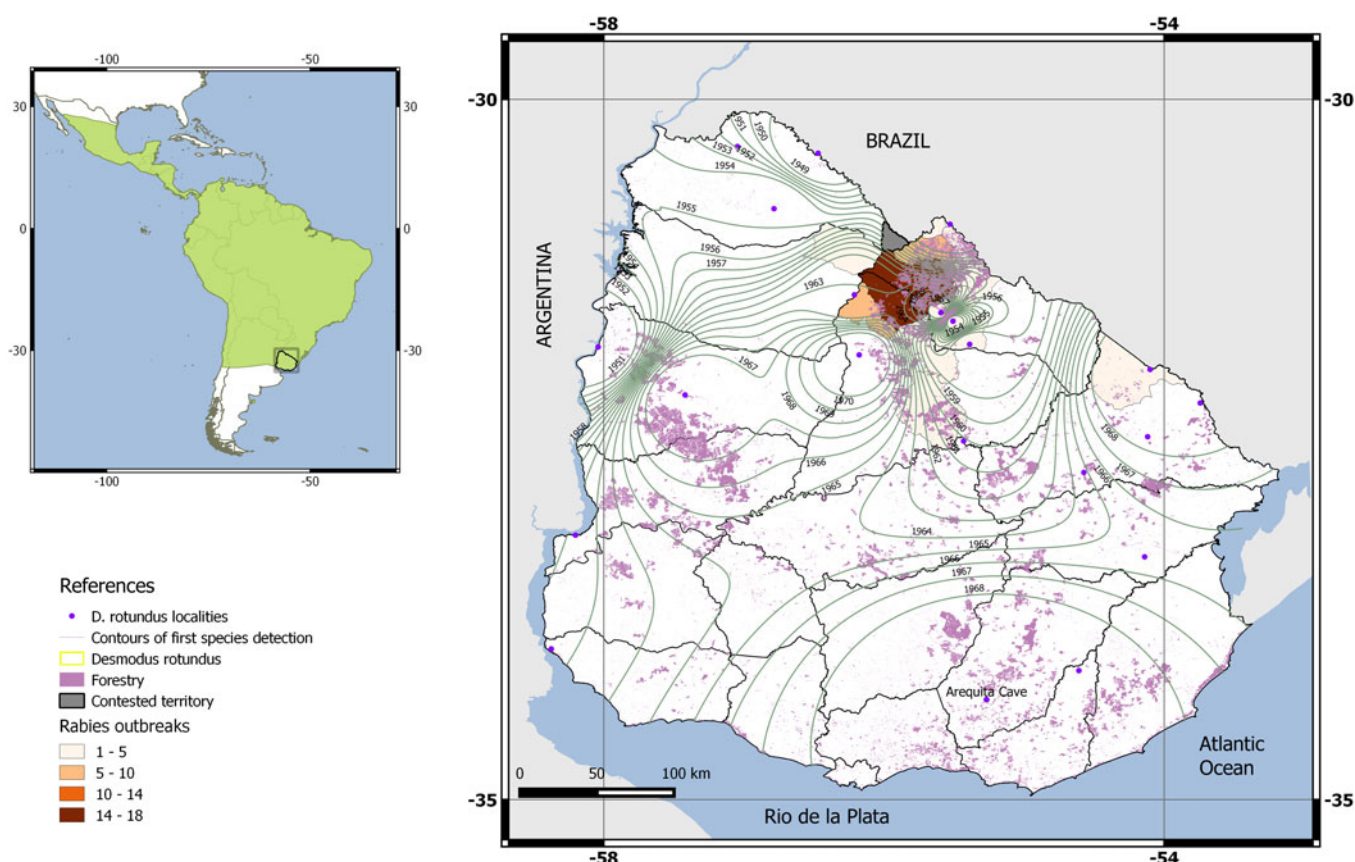 -100
-50
30
30
0
0
-30
-30
-100
-50
References
D. rotundus localities
Contours of first species detection
Desmodus rotundus
Forestry
Contested territory
Rabies outbreaks
1 - 5
5 - 10
10 - 14
14 - 18
-58
-54
-30
-30
BRAZIL
ARGENTINA
1951
1950
1953
1952
1949
1954
1955
1956
1957
1952
1963
1956
1955
1954
1951
1967
1968
1969
1970
1959
1960
1962
1958
1968
1967
1966
1966
1965
1964
1965
1966
1967
1968
Arequita Cave
Atlantic
Ocean
0
50
100 km
Rio de la Plata
-35
-35
-58
-54